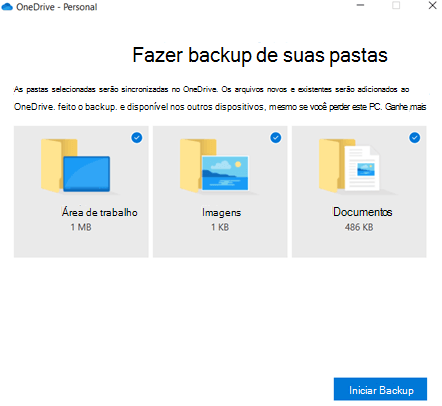 OneDrive - Personal
Fazer backup de suas pastas
As pastas selecionadas serão sincronizadas no OneDrive. Os arquivos novos e existentes serão adicionados ao
OneDrive. feito o backup. e disponível nos outros dispositivos, mesmo se você perder este PC. Ganhe mais
Área de trabalho
1 MB
Imagens
1 KB
Documentos
486 KB
Iniciar Backup